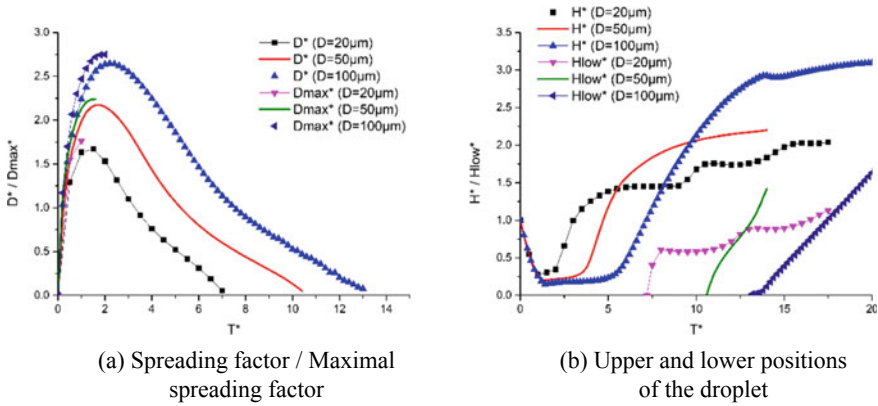 3.0
2.5
2.0
1.5
1.0
0.5
0.0
D* / Dmax*
D* (D=20μm)
D* (D=50μm)
D* (D=100μm)
Dmax* (D=20μm)
Dmax* (D=50μm)
Dmax* (D=100μm)
0 2 4 6 8 10 12 14
T*
(a) Spreading factor / Maximal
spreading factor
3.5
3.0
2.5
2.0
1.5
1.0
0.5
0.0
H* / Hlow*
H* (D=20μm)
H* (D=50μm)
H* (D=100μm)
Hlow* (D=20μm)
Hlow* (D=50μm)
Hlow* (D=100μm)
0 5 10 15 20
T*
(b) Upper and lower positions
of the droplet